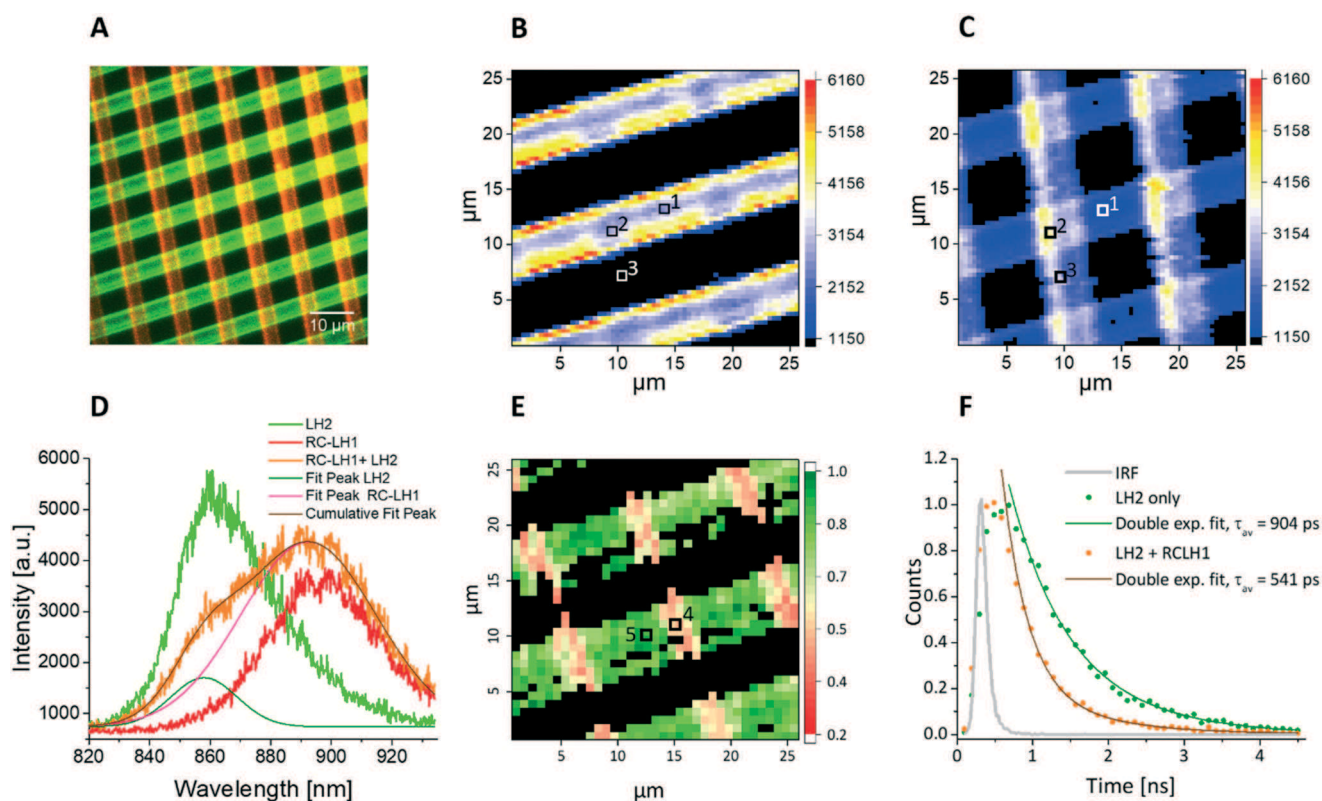 A
10 µm
B
µm
25
20
15
10
5
1
2
3
5 10 15 20 25
µm
6160
5158
4156
3154
2152
1150
C
µm
25
20
15
10
5
1
2
3
5 10 15 20 25
µm
6160
5158
4156
3154
2152
1150
D
Intensity [a.u.]
6000
5000
4000
3000
2000
1000
LH2
RC-LH1
RC-LH1+ LH2
Fit Peak LH2
Fit Peak RC-LH1
Cumulative Fit Peak
820 840 860 880 900 920
Wavelength [nm]
E
µm
25
20
15
10
5
4
5
5 10 15 20 25
µm
1.0
0.9
0.8
0.7
0.6
0.4
0.3
0.2
F
Counts
1.2
1.0
0.8
0.6
0.4
0.2
0.0
IRF
LH2 only
Double exp. fit, τav = 904 ps
LH2 + RCLH1
Double exp. fit, τav = 541 ps
0 1 2 3 4
Time [ns]